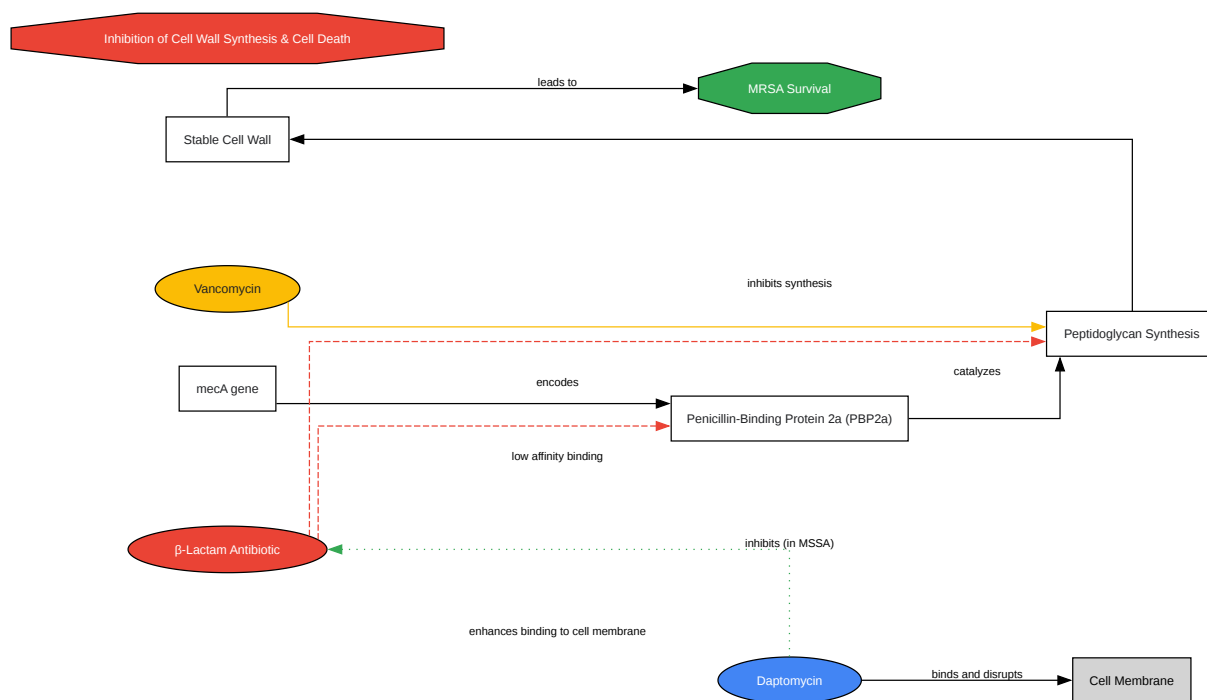 Inhibition of Cell Wall Synthesis & Cell Death
leads to
MRSA Survival
Stable Cell Wall
Vancomycin
inhibits synthesis
Peptidoglycan Synthesis
mecA gene
encodes
catalyzes
Penicillin-Binding Protein 2a (PBP2a)
low affinity binding
β-Lactam Antibiotic
inhibits (in MSSA)
enhances binding to cell membrane
Daptomycin
binds and disrupts
Cell Membrane